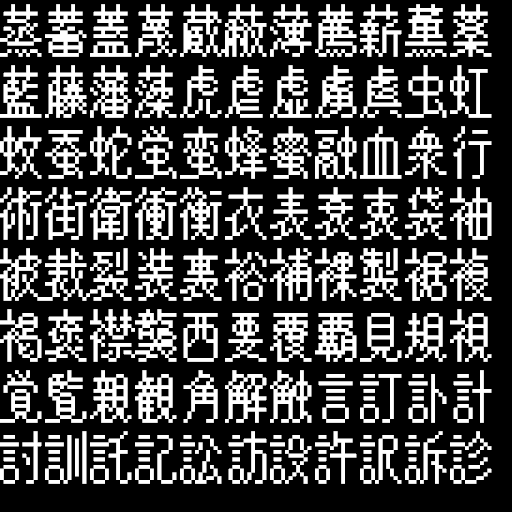 蒸蓄蓋蔑蔵蔽薄薦薪薫薬
藍藤藩藻虎虐虚虜虞虫虹
蚊蚕蛇蛍蛮蜂蜜融血衆行
術街衛衝衡衣表衰衷袋袖
被裁裂装裏裕補裸製裾複
褐褒襟襲西要覆覇見規視
覚覧親観角解触言訂訃計
討訓託記訟訪設許訳訴診